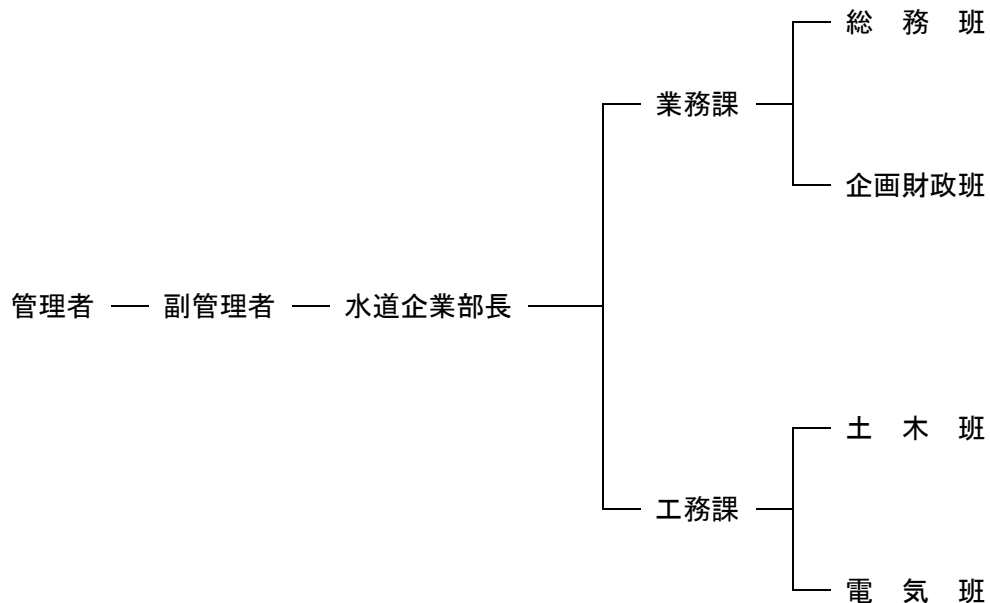 総　務　班
業務課
企画財政班
管理者　副管理者　水道企業部長
土　木　班
工務課
電　気　班